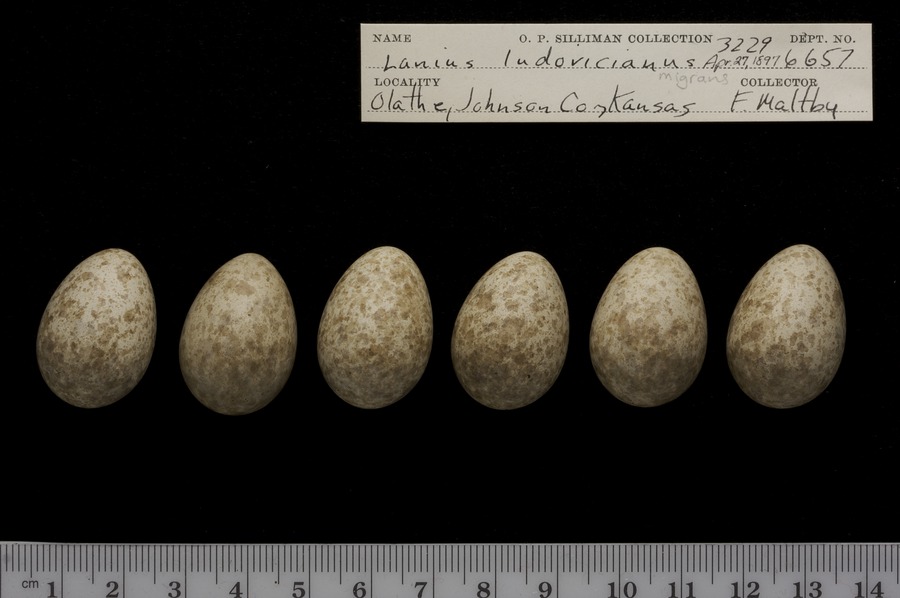 NAME O. P. SILLIMAN COLLECTION 3229 DEPT. NO.
Lanius ludovicianus Apr 27, 1897 6657
migrans
LOCALITY COLLECTOR
Olathe, Johnson Co, Kansas F. Maltby
cm 1 2 3 4 5 6 7 8 9 10 11 12 13 14